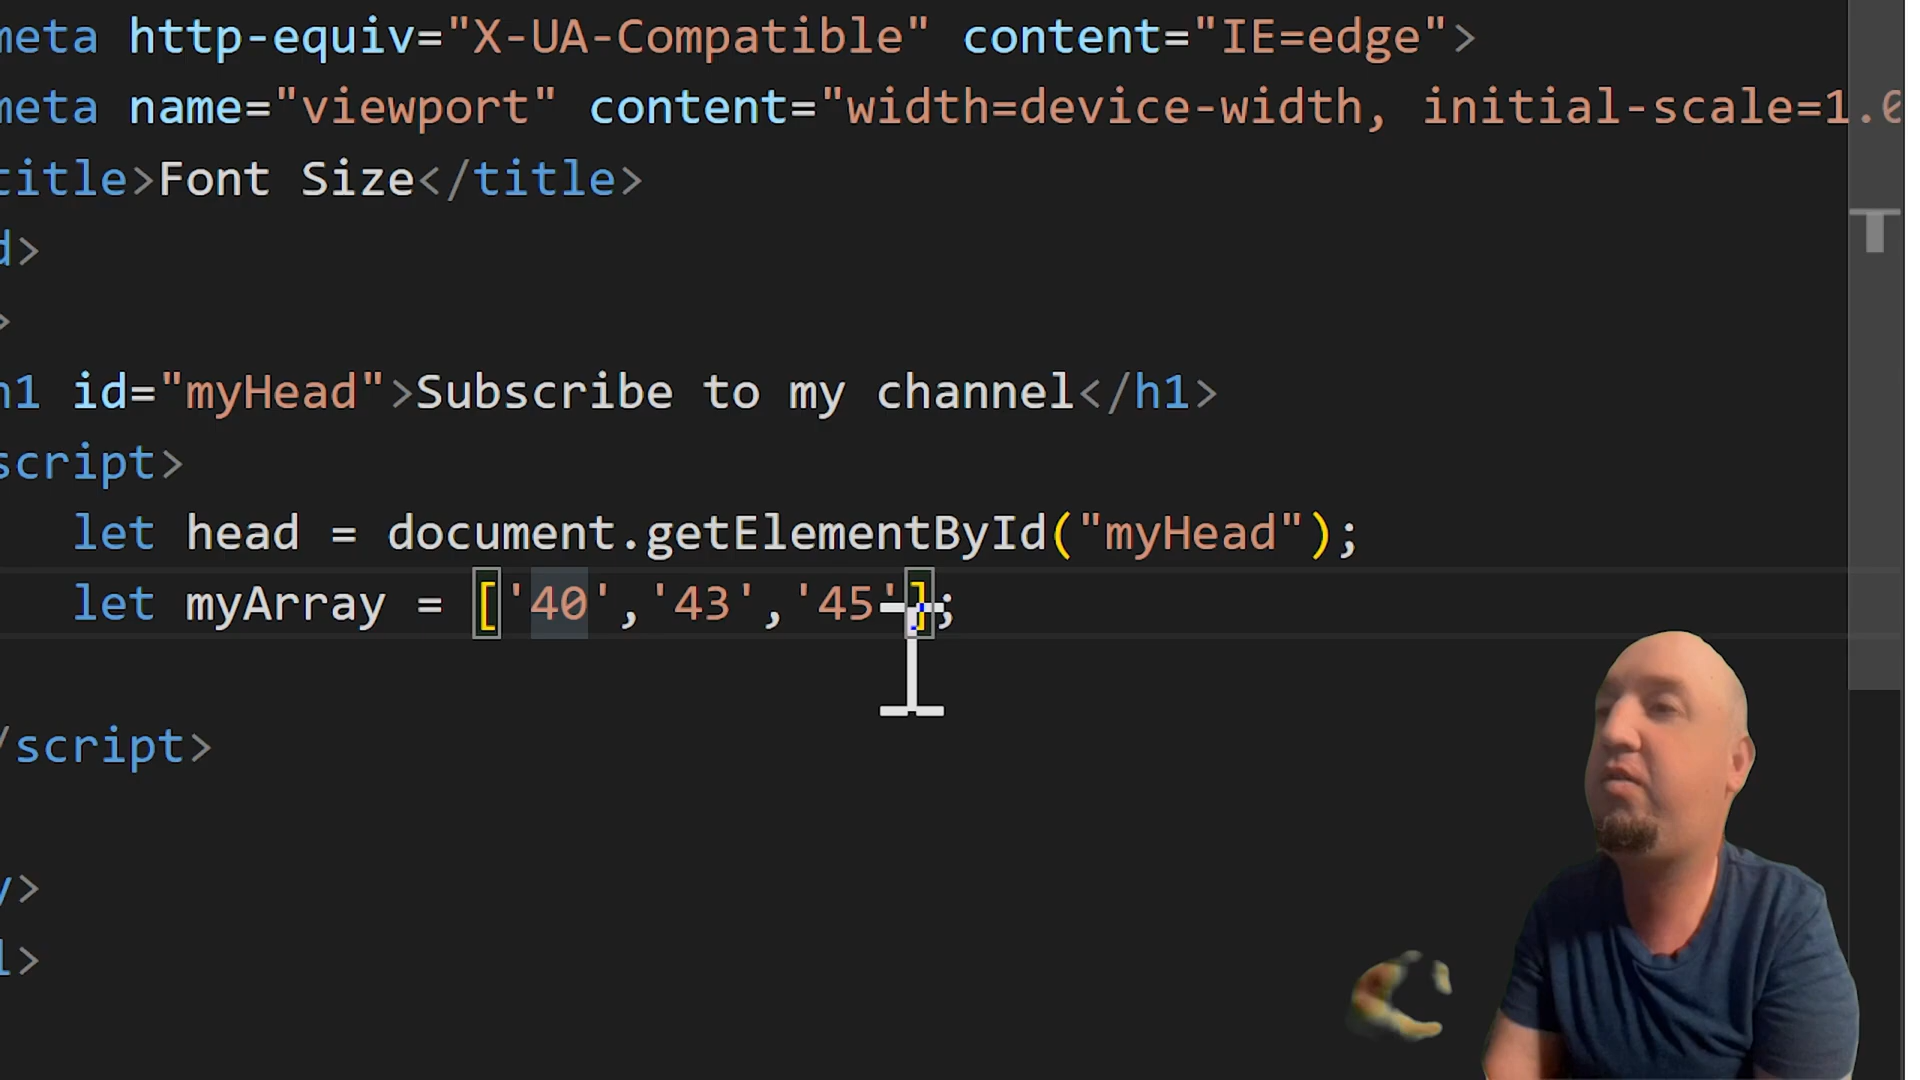 meta http-equiv="X-UA-Compatible" content="IE=edge">
meta name="viewport" content="width=device-width, initial-scale=1.0
title>Font Size</title>
d>
>
h1 id="myHead">Subscribe to my channel</h1>
script>
let head = document.getElementById("myHead");
let myArray = ['40','43','45'];
/script>
y>
l>